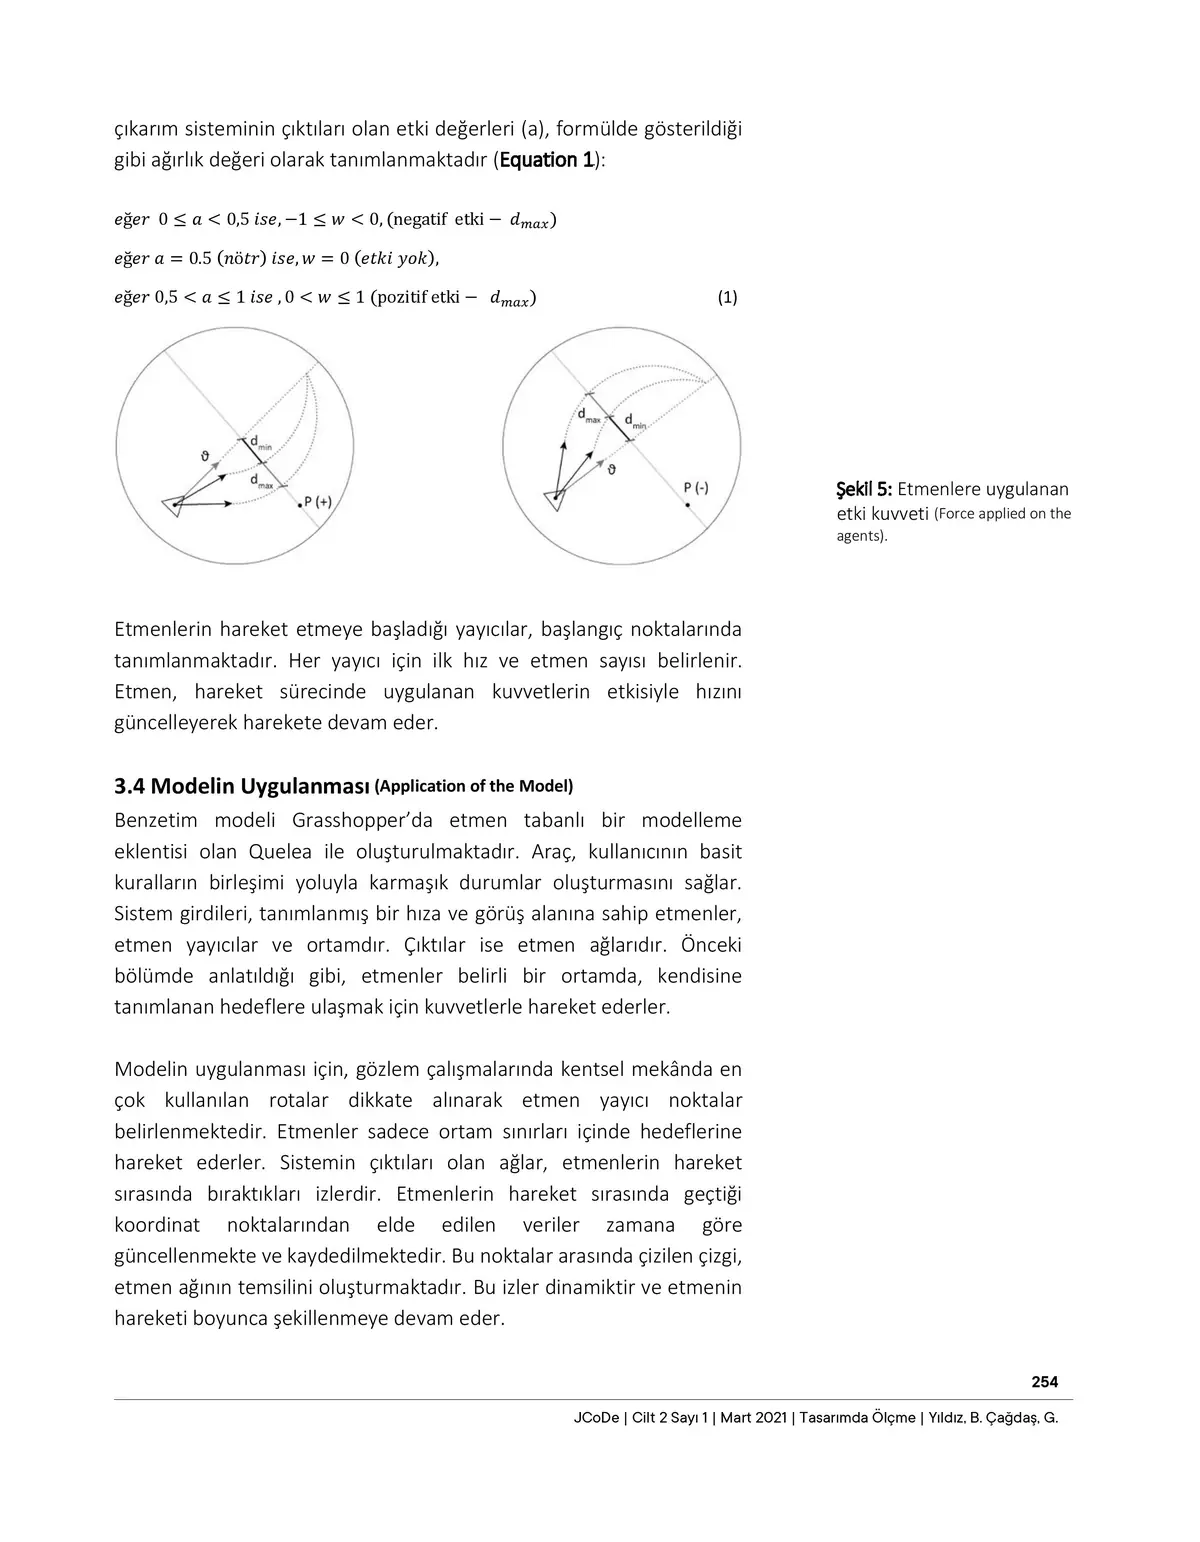 çıkarım sisteminin çıktıları olan etki değerleri (a), formülde gösterildiği
gibi ağırlık değeri olarak tanımlanmaktadır (Equation 1):
eğer 0 ≤ a < 0,5 ise, −1 ≤ w < 0, (negatif etki − d_max)
eğer a = 0.5 (nötr) ise, w = 0 (etki yok),
eğer 0,5 < a ≤ 1 ise , 0 < w ≤ 1 (pozitif etki − d_max) (1)
d min
ϑ
d max
P (+)
d max
d min
ϑ
P (-)
Şekil 5: Etmenlere uygulanan
etki kuvveti (Force applied on the
agents).
Etmenlerin hareket etmeye başladığı yayıcılar, başlangıç noktalarında
tanımlanmaktadır. Her yayıcı için ilk hız ve etmen sayısı belirlenir.
Etmen, hareket sürecinde uygulanan kuvvetlerin etkisiyle hızını
güncelleyerek harekete devam eder.
3.4 Modelin Uygulanması (Application of the Model)
Benzetim modeli Grasshopper’da etmen tabanlı bir modelleme
eklentisi olan Quelea ile oluşturulmaktadır. Araç, kullanıcının basit
kuralların birleşimi yoluyla karmaşık durumlar oluşturmasını sağlar.
Sistem girdileri, tanımlanmış bir hıza ve görüş alanına sahip etmenler,
etmen yayıcılar ve ortamdır. Çıktılar ise etmen ağlarıdır. Önceki
bölümde anlatıldığı gibi, etmenler belirli bir ortamda, kendisine
tanımlanan hedeflere ulaşmak için kuvvetlerle hareket ederler.
Modelin uygulanması için, gözlem çalışmalarında kentsel mekânda en
çok kullanılan rotalar dikkate alınarak etmen yayıcı noktalar
belirlenmektedir. Etmenler sadece ortam sınırları içinde hedeflerine
hareket ederler. Sistemin çıktıları olan ağlar, etmenlerin hareket
sırasında bıraktıkları izlerdir. Etmenlerin hareket sırasında geçtiği
koordinat noktalarından elde edilen veriler zamana göre
güncellenmekte ve kaydedilmektedir. Bu noktalar arasında çizilen çizgi,
etmen ağının temsilini oluşturmaktadır. Bu izler dinamiktir ve etmenin
hareketi boyunca şekillenmeye devam eder.
254
JCoDe | Cilt 2 Sayı 1 | Mart 2021 | Tasarımda Ölçme | Yıldız, B. Çağdaş, G.